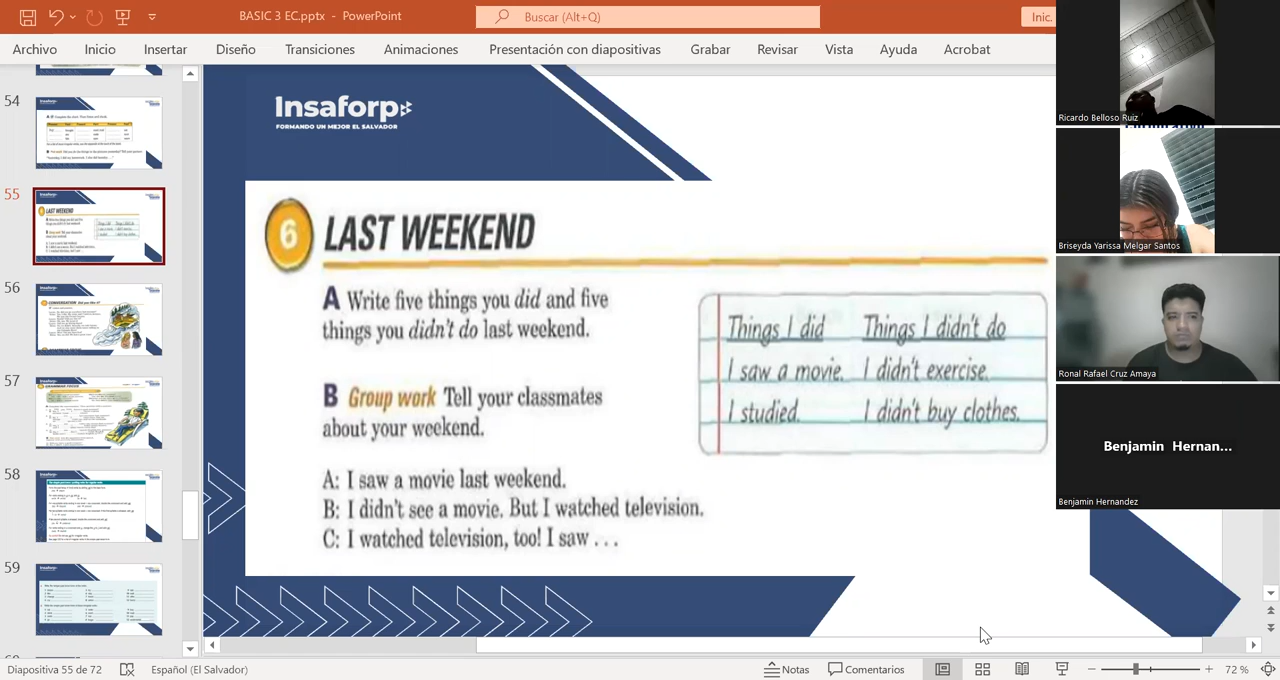 BASIC 3 EC.pptx - PowerPoint
Buscar (Alt+Q)
Inic.
Archivo Inicio Insertar Diseño Transiciones Animaciones Presentación con diapositivas Grabar Revisar Vista Ayuda Acrobat
54
55
56
57
58
59
Insaforp
FORMANDO UN MEJOR EL SALVADOR
6 LAST WEEKEND
A Write five things you did and five
things you didn't do last weekend.
B Group work Tell your classmates
about your weekend.
A: I saw a movie last weekend.
B: I didn't see a movie. But I watched television.
C: I watched television, too! I saw . . .
Things I did Things I didn't do
I saw a movie. I didn't exercise.
I studied I didn't buy clothes.
Ricardo Belloso Ruiz
Briseyda Yarissa Melgar Santos
Ronal Rafael Cruz Amaya
Benjamin Hernan...
Benjamin Hernandez
Diapositiva 55 de 72 Español (El Salvador) Notas Comentarios 72 %